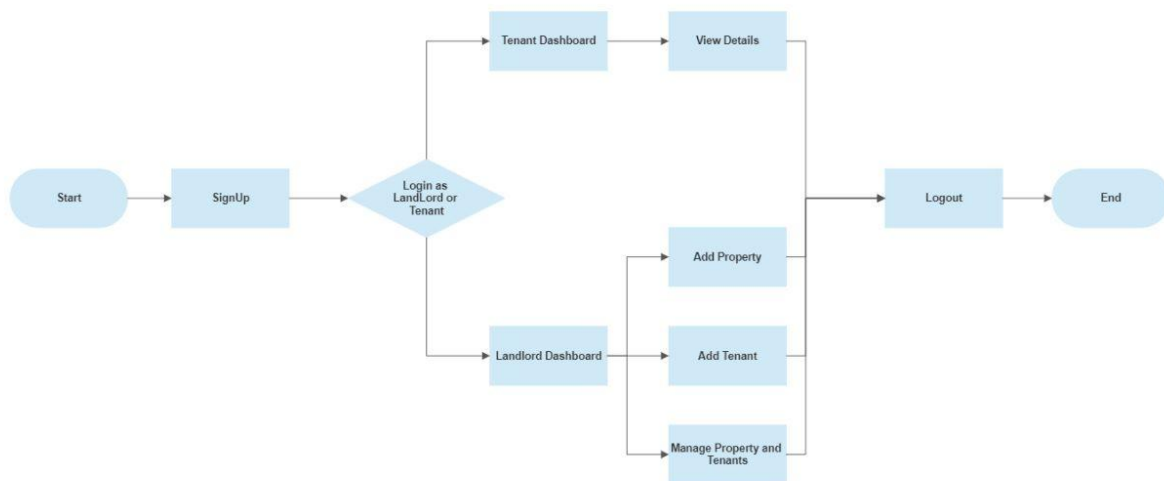 Tenant Dashboard
View Details
Start
SignUp
Login as
LandLord or
Tenant
Logout
End
Add Property
Landlord Dashboard
Add Tenant
Manage Property and
Tenants